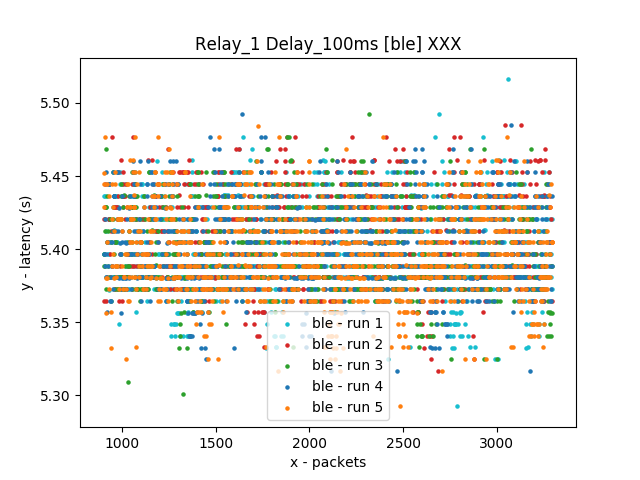 Relay_1 Delay_100ms [ble] XXX
y - latency (s)
5.50
5.45
5.40
5.35
5.30
ble - run 1
ble - run 2
ble - run 3
ble - run 4
ble - run 5
1000 1500 2000 2500 3000
x - packets